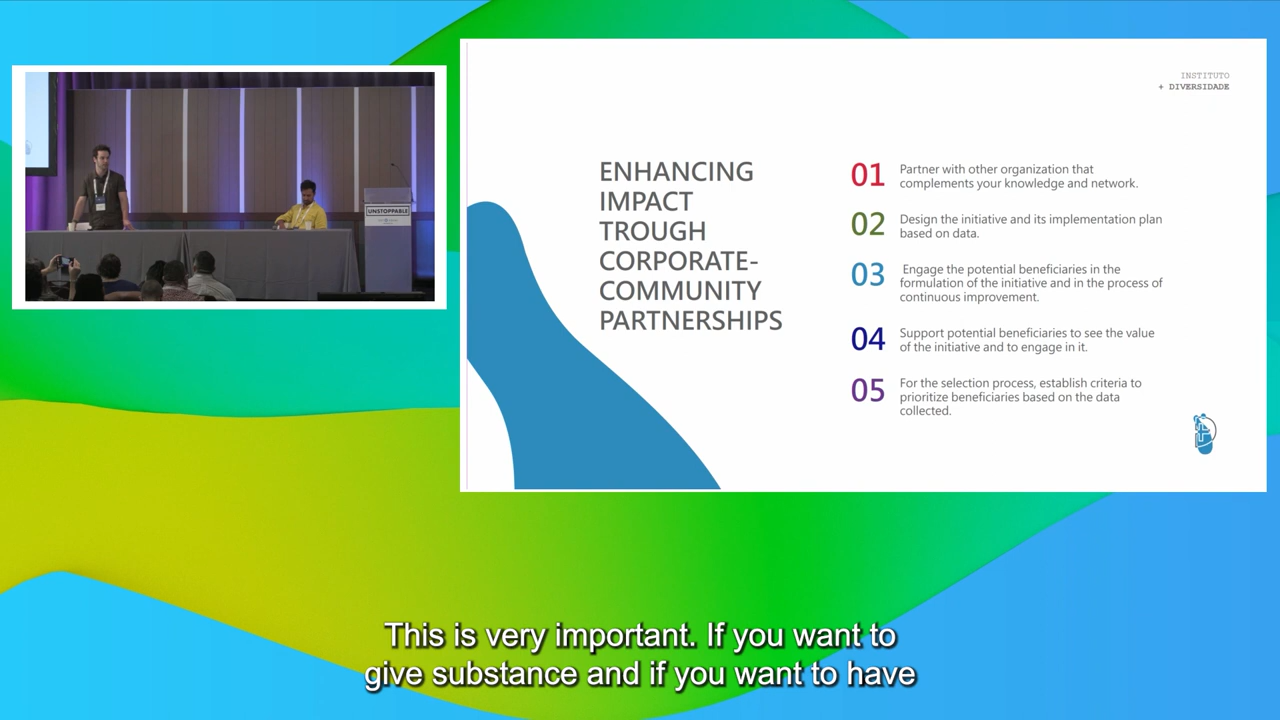 INSTITUTO
+ DIVERSIDADE
ENHANCING
IMPACT
TROUGH
CORPORATE-
COMMUNITY
PARTNERSHIPS
01
Partner with other organization that
complements your knowledge and network.
02
Design the initiative and its implementation plan
based on data.
03
Engage the potential beneficiaries in the
formulation of the initiative and in the process of
continuous improvement.
04
Support potential beneficiaries to see the value
of the initiative and to engage in it.
05
For the selection process, establish criteria to
prioritize beneficiaries based on the data
collected.
UNSTOPPABLE
This is very important. If you want to
give substance and if you want to have